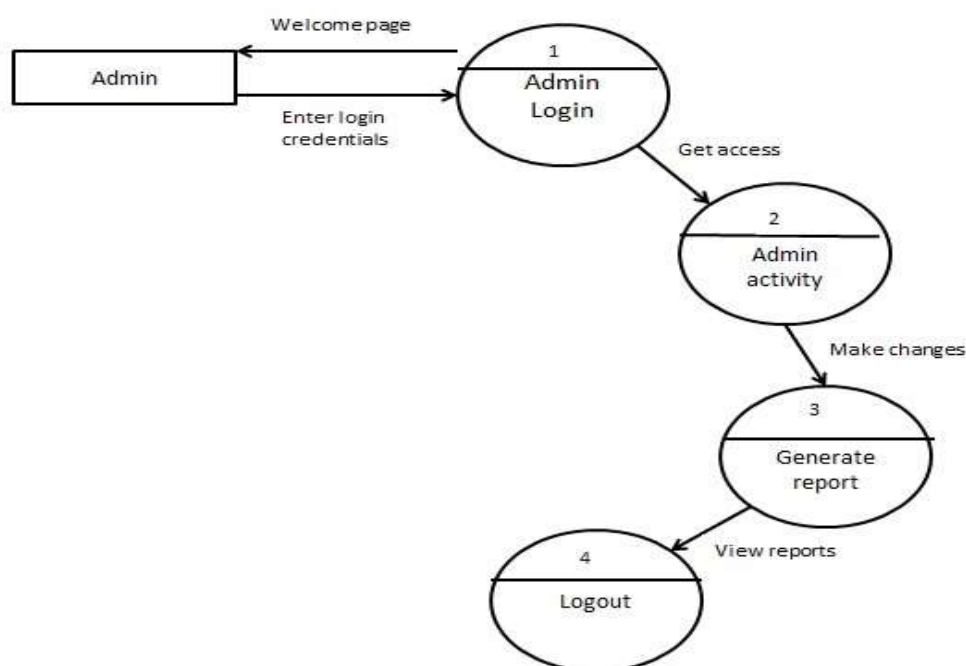 Welcome page
Admin
Enter login
credentials
1
Admin
Login
Get access
2
Admin
activity
Make changes
3
Generate
report
View reports
4
Logout